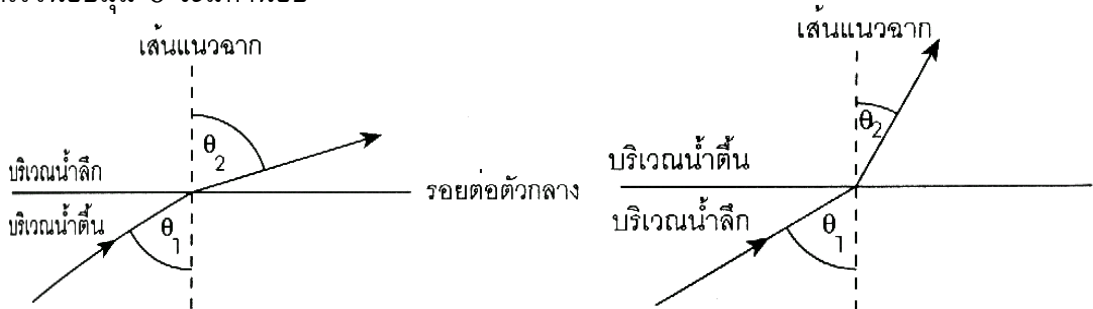 เส้นแนวฉาก
θ2
บริเวณน้ำลึก
รอยต่อตัวกลาง
บริเวณน้ำตื้น
θ1
เส้นแนวฉาก
θ2
บริเวณน้ำตื้น
บริเวณน้ำลึก
θ1